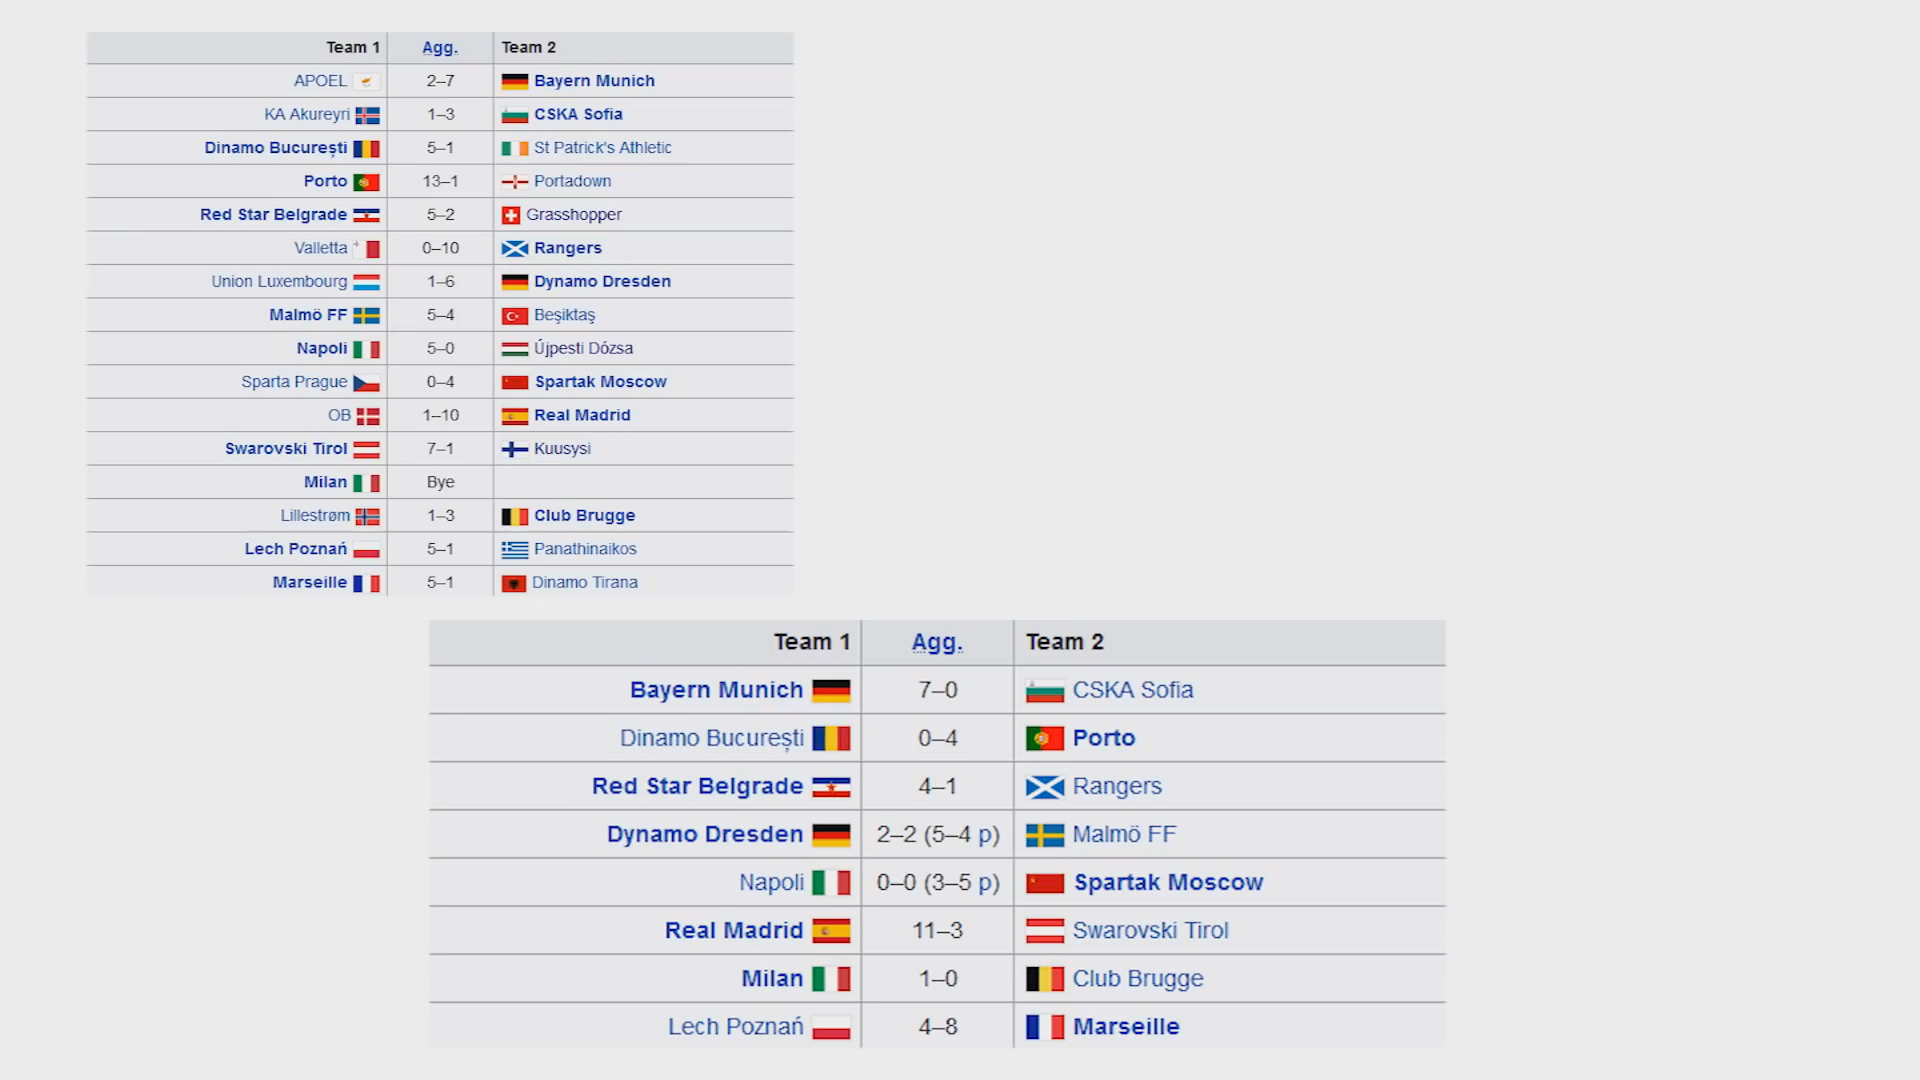 Team 1 Agg. Team 2
APOEL 2–7 Bayern Munich
KA Akureyri 1–3 CSKA Sofia
Dinamo București 5–1 St Patrick's Athletic
Porto 13–1 Portadown
Red Star Belgrade 5–2 Grasshopper
Valletta 0–10 Rangers
Union Luxembourg 1–6 Dynamo Dresden
Malmö FF 5–4 Beşiktaş
Napoli 5–0 Újpesti Dózsa
Sparta Prague 0–4 Spartak Moscow
OB 1–10 Real Madrid
Swarovski Tirol 7–1 Kuusysi
Milan Bye
Lillestrøm 1–3 Club Brugge
Lech Poznań 5–1 Panathinaikos
Marseille 5–1 Dinamo Tirana
Team 1 Agg. Team 2
Bayern Munich 7–0 CSKA Sofia
Dinamo București 0–4 Porto
Red Star Belgrade 4–1 Rangers
Dynamo Dresden 2–2 (5–4 p) Malmö FF
Napoli 0–0 (3–5 p) Spartak Moscow
Real Madrid 11–3 Swarovski Tirol
Milan 1–0 Club Brugge
Lech Poznań 4–8 Marseille